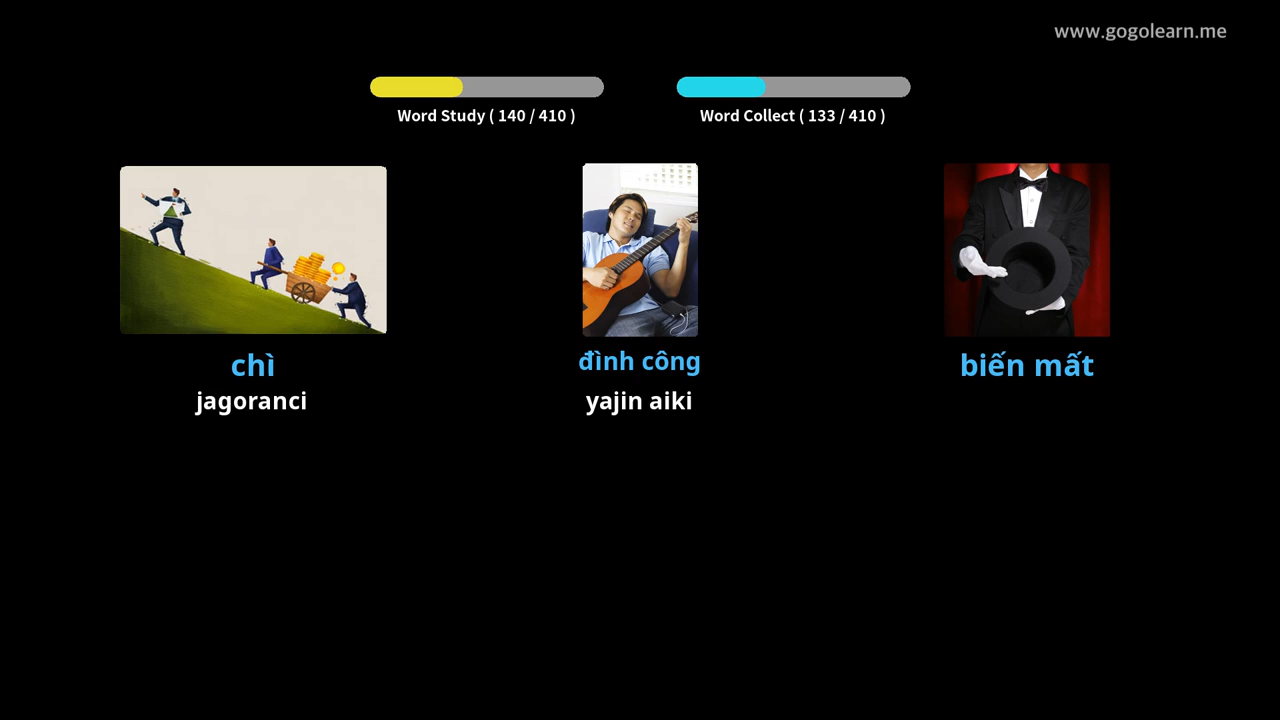 www.gogolearn.me
Word Study ( 140 / 410 )
Word Collect ( 133 / 410 )
chì
jagoranci
đình công
yajin aiki
biến mất